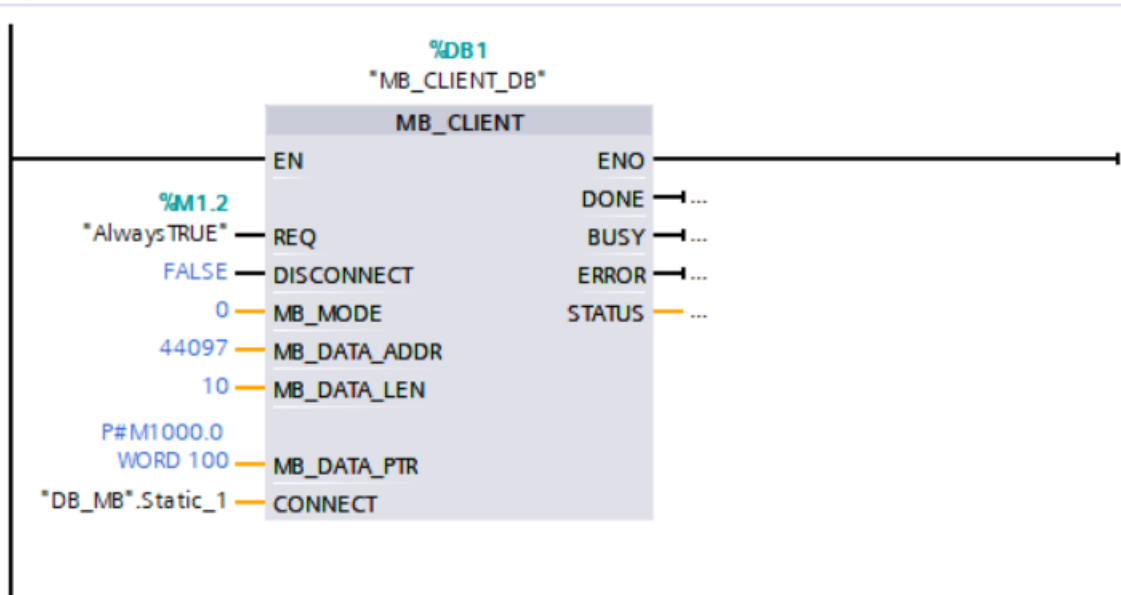 %DB1
"MB_CLIENT_DB"
MB_CLIENT
EN ENO
%M1.2 DONE ...
"AlwaysTRUE" REQ BUSY ...
FALSE DISCONNECT ERROR ...
0 MB_MODE STATUS ...
44097 MB_DATA_ADDR
10 MB_DATA_LEN
P#M1000.0
WORD 100 MB_DATA_PTR
"DB_MB".Static_1 CONNECT